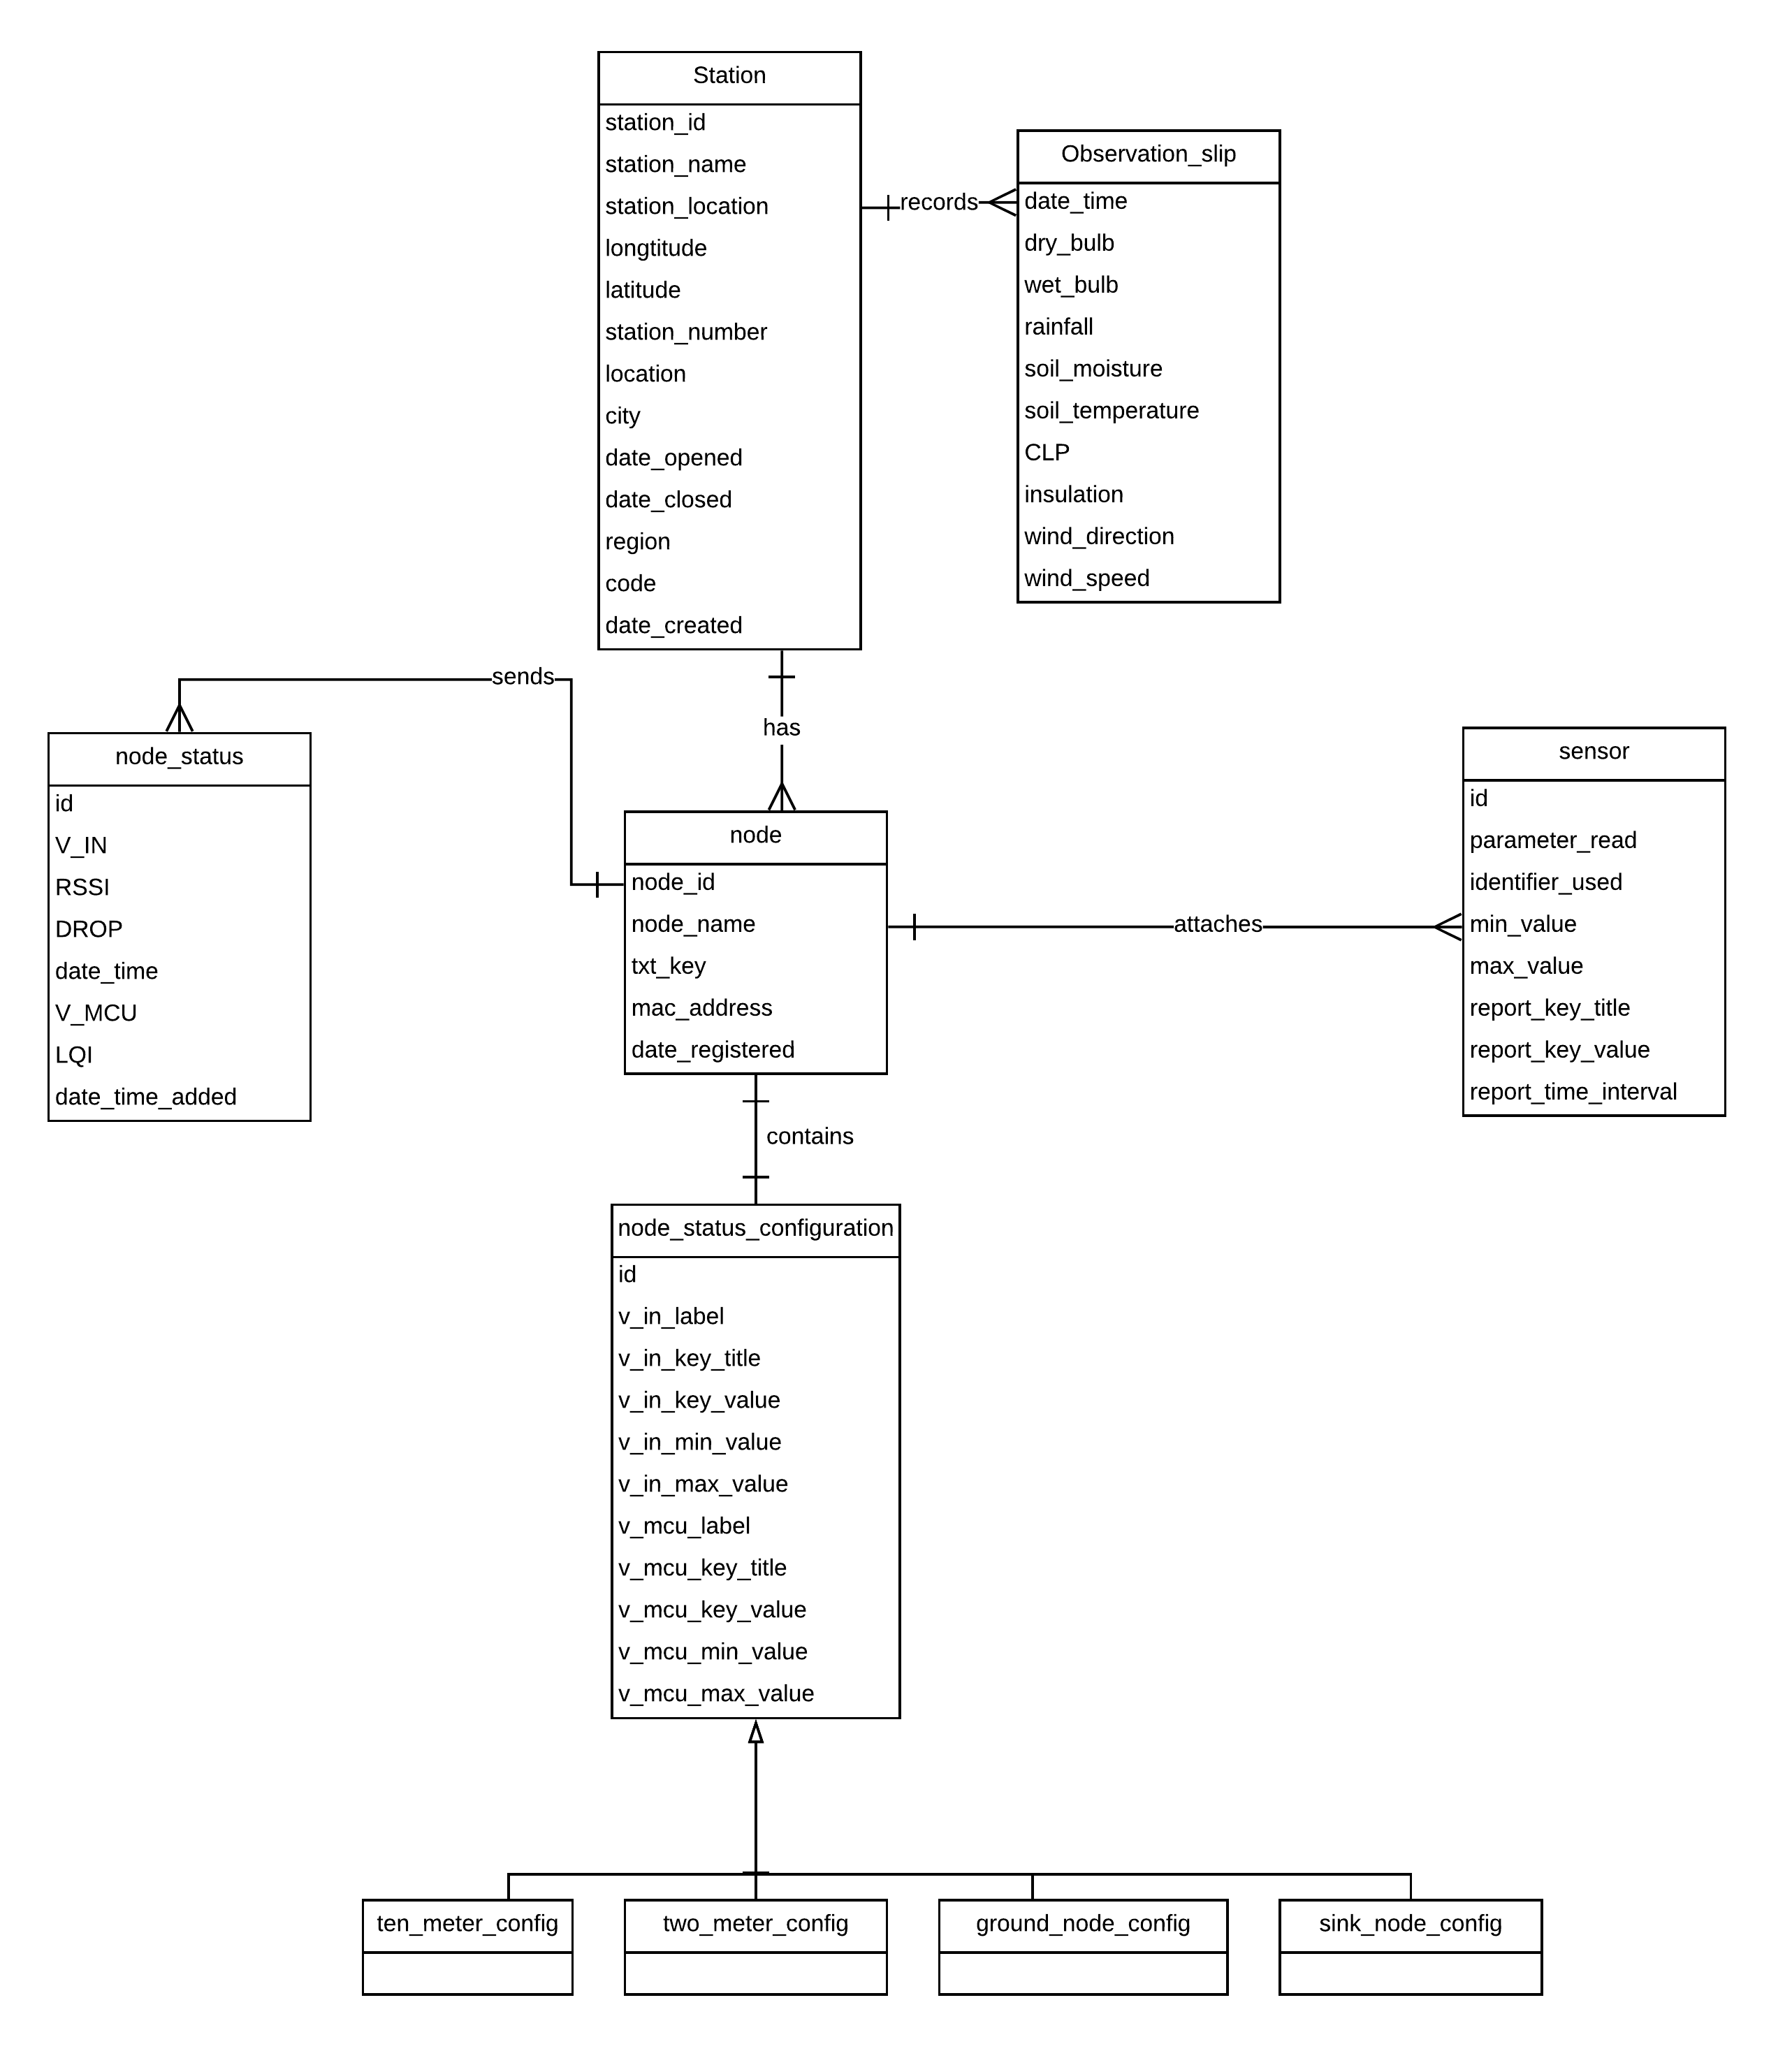 Station
station_id
station_name
station_location
longtitude
latitude
station_number
location
city
date_opened
date_closed
region
code
date_created
records
Observation_slip
date_time
dry_bulb
wet_bulb
rainfall
soil_moisture
soil_temperature
CLP
insulation
wind_direction
wind_speed
sends
has
node_status
id
V_IN
RSSI
DROP
date_time
V_MCU
LQI
date_time_added
node
node_id
node_name
txt_key
mac_address
date_registered
attaches
sensor
id
parameter_read
identifier_used
min_value
max_value
report_key_title
report_key_value
report_time_interval
contains
node_status_configuration
id
v_in_label
v_in_key_title
v_in_key_value
v_in_min_value
v_in_max_value
v_mcu_label
v_mcu_key_title
v_mcu_key_value
v_mcu_min_value
v_mcu_max_value
ten_meter_config
two_meter_config
ground_node_config
sink_node_config